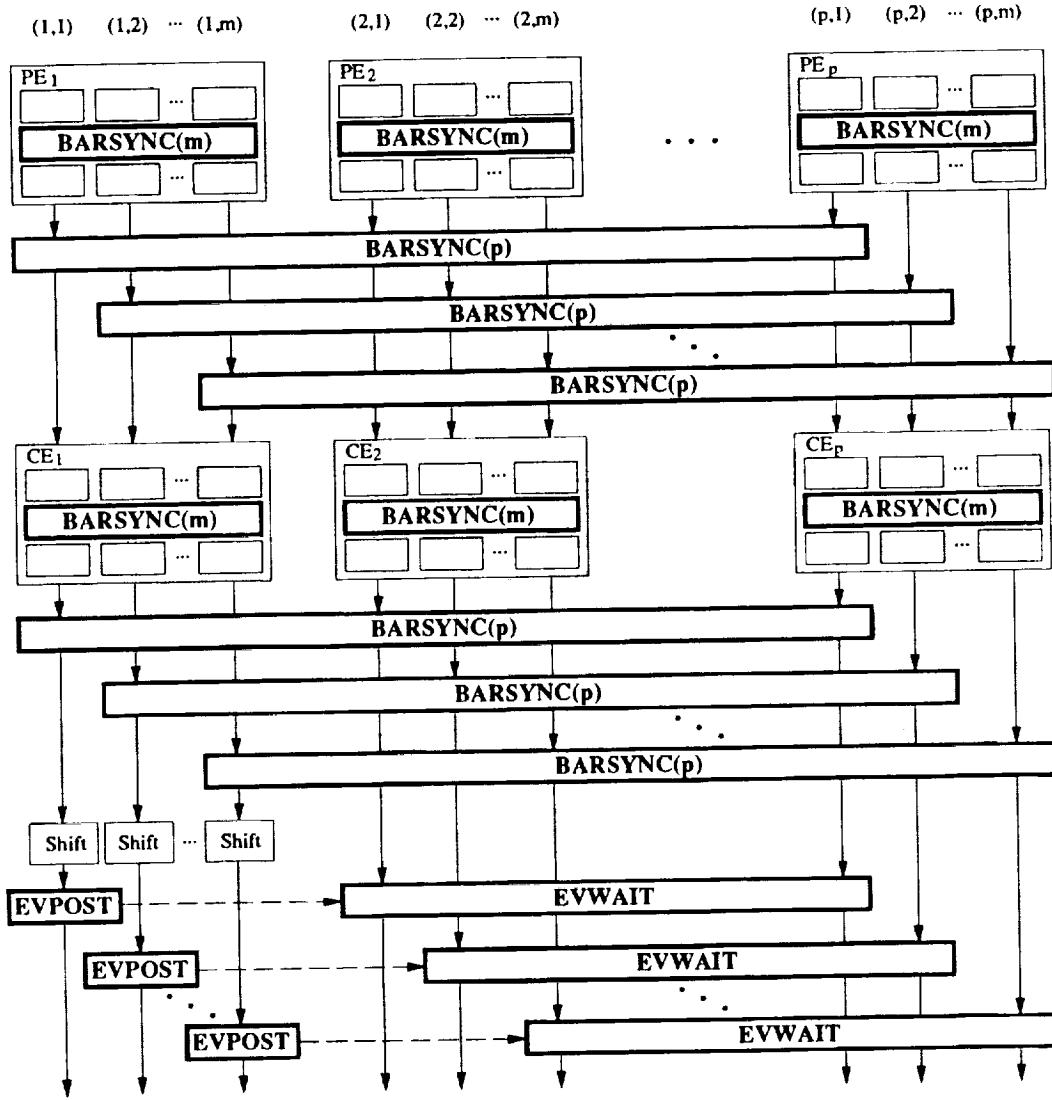 (1,1) (1,2) ... (1,m) (2,1) (2,2) ... (2,m) (p,1) (p,2) ... (p,m)
PE1 PE2 PEp
... ... ...
BARSYNC(m) BARSYNC(m) . . . BARSYNC(m)
... ... ...
BARSYNC(p)
BARSYNC(p)
BARSYNC(p)
CE1 CE2 CEp
... ... ...
BARSYNC(m) BARSYNC(m) BARSYNC(m)
... ... ...
BARSYNC(p)
BARSYNC(p)
BARSYNC(p)
Shift Shift ... Shift
EVPOST EVWAIT
EVPOST EVWAIT
EVPOST EVWAIT